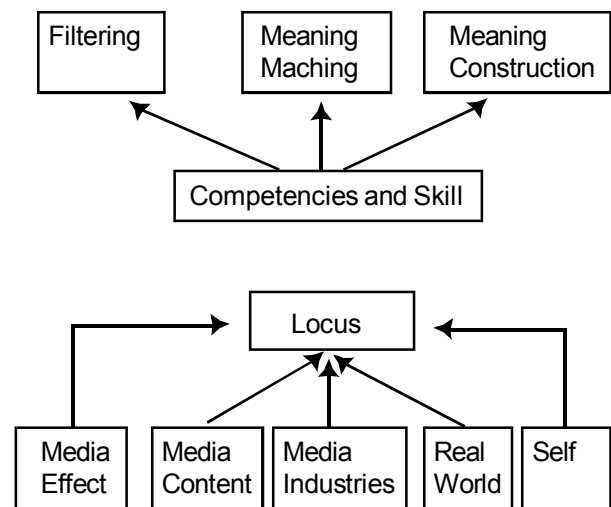 Filtering
Meaning
Maching
Meaning
Construction
Competencies and Skill
Locus
Media
Effect
Media
Content
Media
Industries
Real
World
Self